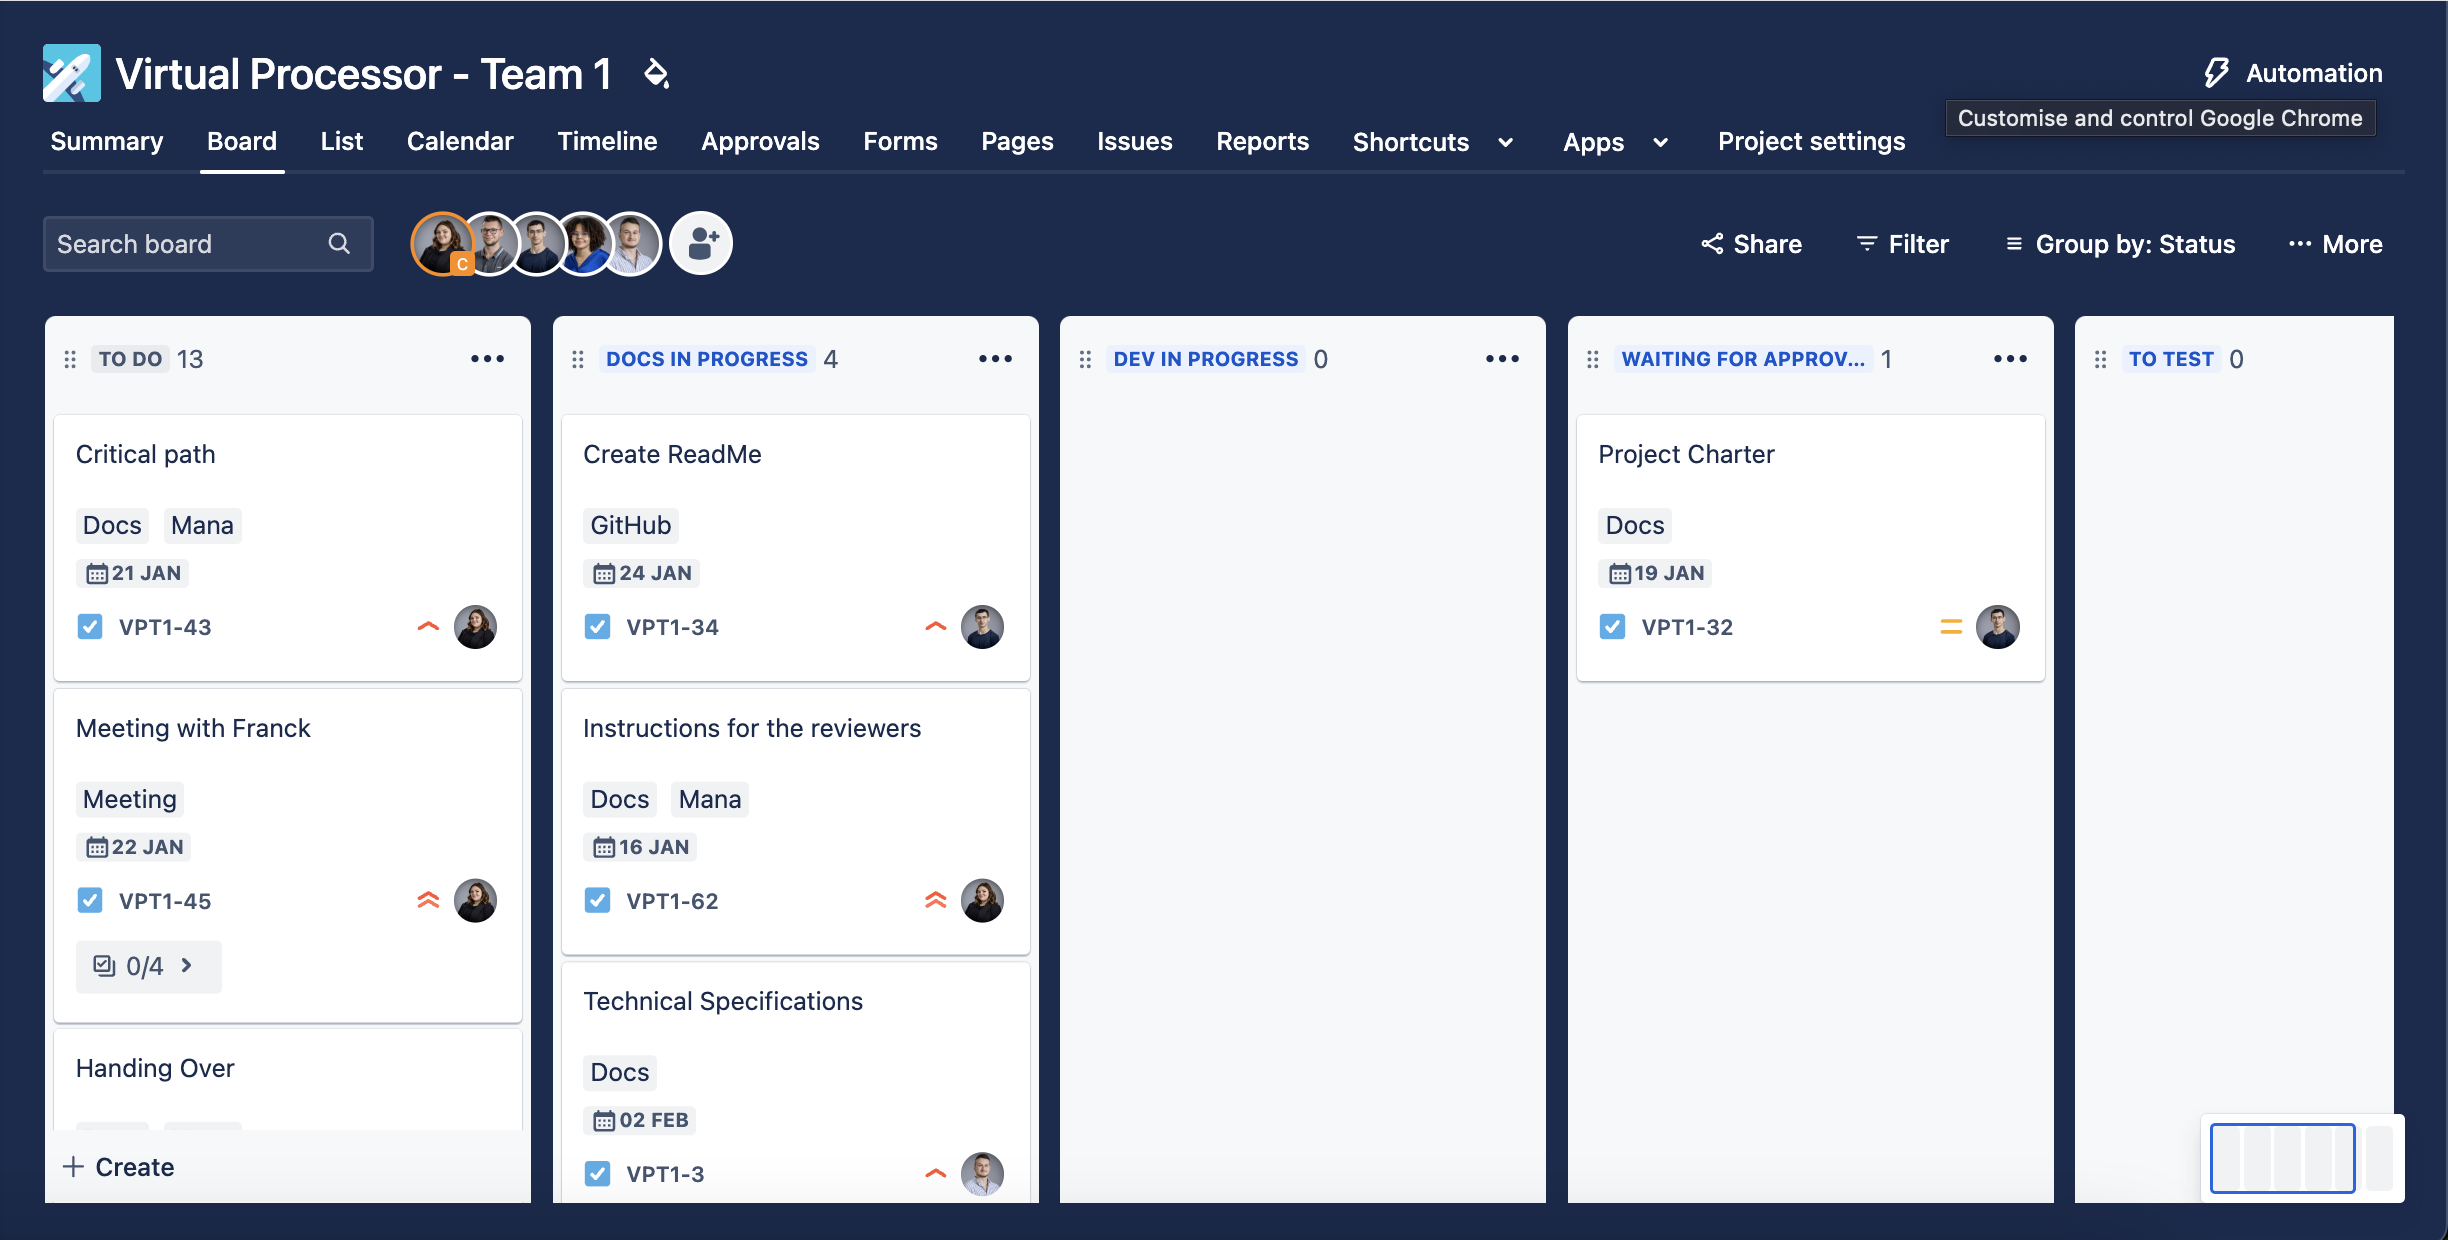 Virtual Processor - Team 1
Automation
Customise and control Google Chrome
Summary Board List Calendar Timeline Approvals Forms Pages Issues Reports Shortcuts Apps Project settings
Search board
C
Share Filter Group by: Status More
TO DO 13
Critical path
Docs Mana
21 JAN
VPT1-43
Meeting with Franck
Meeting
22 JAN
VPT1-45
0/4
Handing Over
Create
DOCS IN PROGRESS 4
Create ReadMe
GitHub
24 JAN
VPT1-34
Instructions for the reviewers
Docs Mana
16 JAN
VPT1-62
Technical Specifications
Docs
02 FEB
VPT1-3
DEV IN PROGRESS 0
WAITING FOR APPROV... 1
Project Charter
Docs
19 JAN
VPT1-32
TO TEST 0